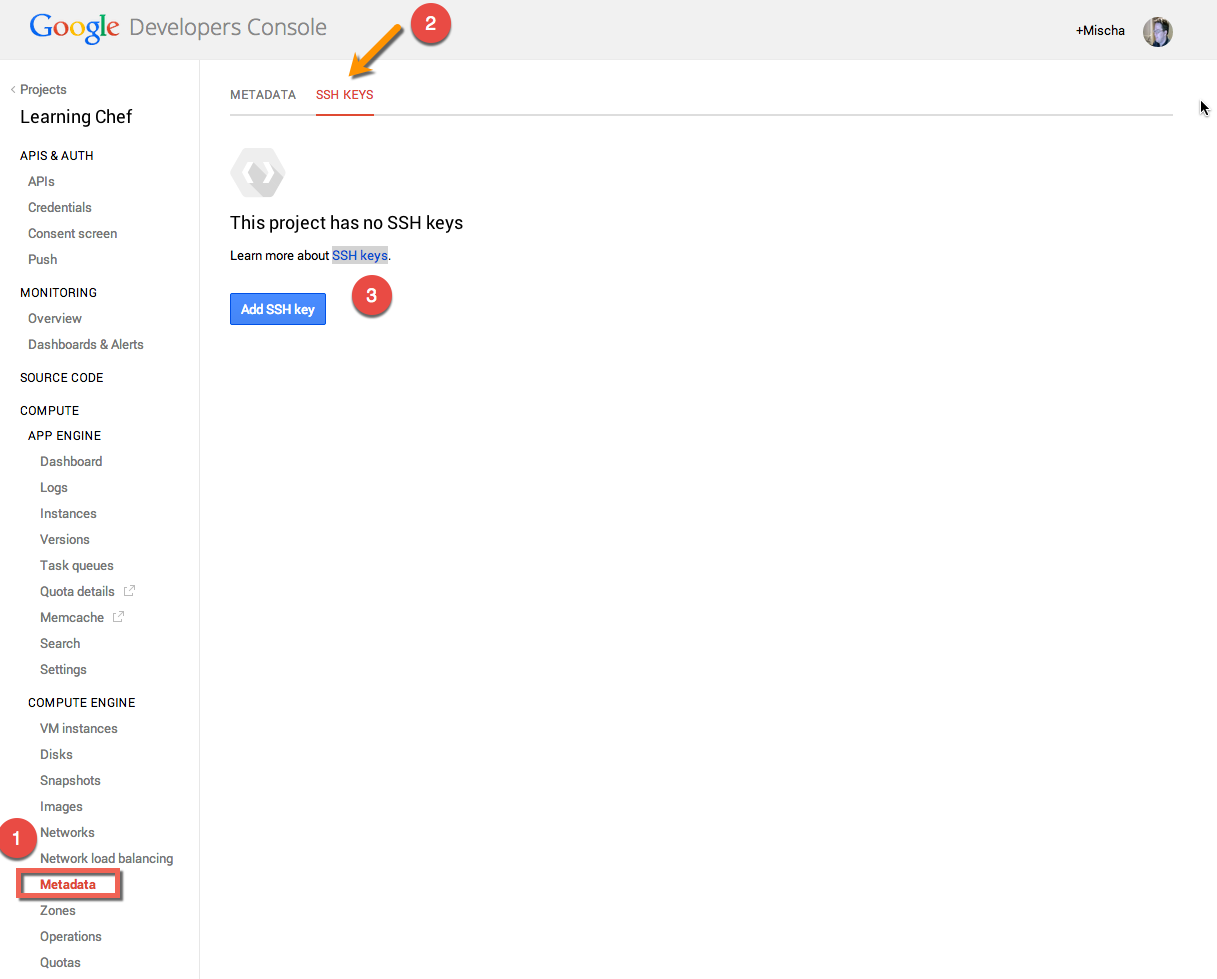 Google Developers Console
+Mischa
2
Projects
Learning Chef
APIS & AUTH
APIs
Credentials
Consent screen
Push
MONITORING
Overview
Dashboards & Alerts
SOURCE CODE
COMPUTE
APP ENGINE
Dashboard
Logs
Instances
Versions
Task queues
Quota details
Memcache
Search
Settings
COMPUTE ENGINE
VM instances
Disks
Snapshots
Images
1
Networks
Network load balancing
Metadata
Zones
Operations
Quotas
METADATA SSH KEYS
This project has no SSH keys
Learn more about SSH keys.
3
Add SSH key